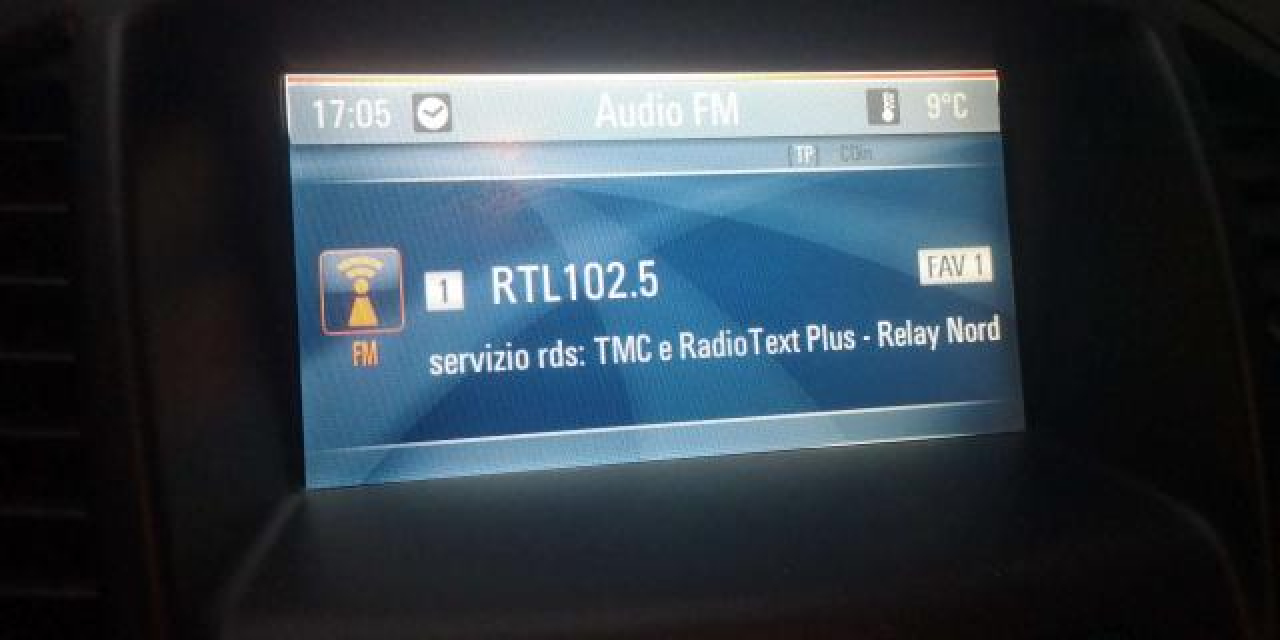 17:05 Audio FM 9°C
[TP] CDin
1 RTL102.5 FAV 1
FM
servizio rds: TMC e RadioText Plus - Relay Nord